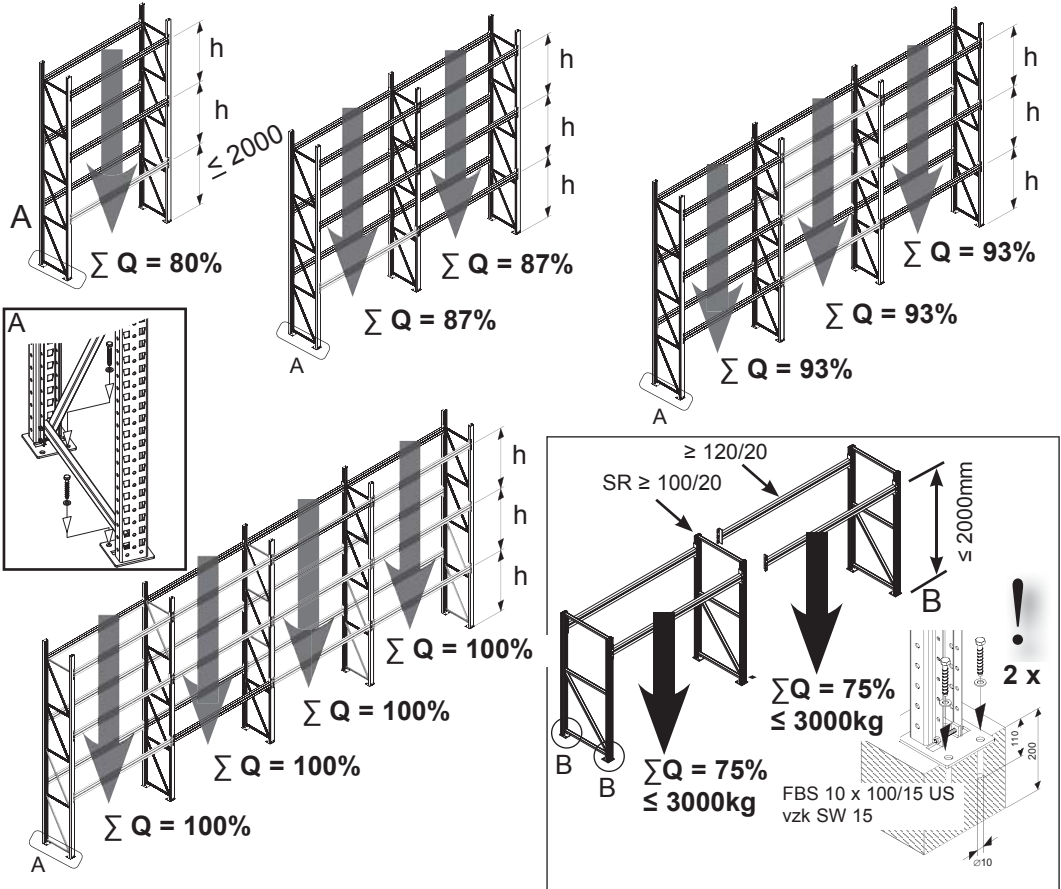 h
h
≤ 2000
A
∑ Q = 80%
h
h
h
∑ Q = 87%
∑ Q = 87%
A
h
h
h
∑ Q = 93%
∑ Q = 93%
∑ Q = 93%
A
A
h
h
h
∑ Q = 100%
∑ Q = 100%
∑ Q = 100%
∑ Q = 100%
A
≥ 120/20
SR ≥ 100/20
≤ 2000mm
B
!
2 x
∑Q = 75%
≤ 3000kg
∑Q = 75%
≤ 3000kg
B
B
110
200
FBS 10 x 100/15 US
vzk SW 15
⌀10